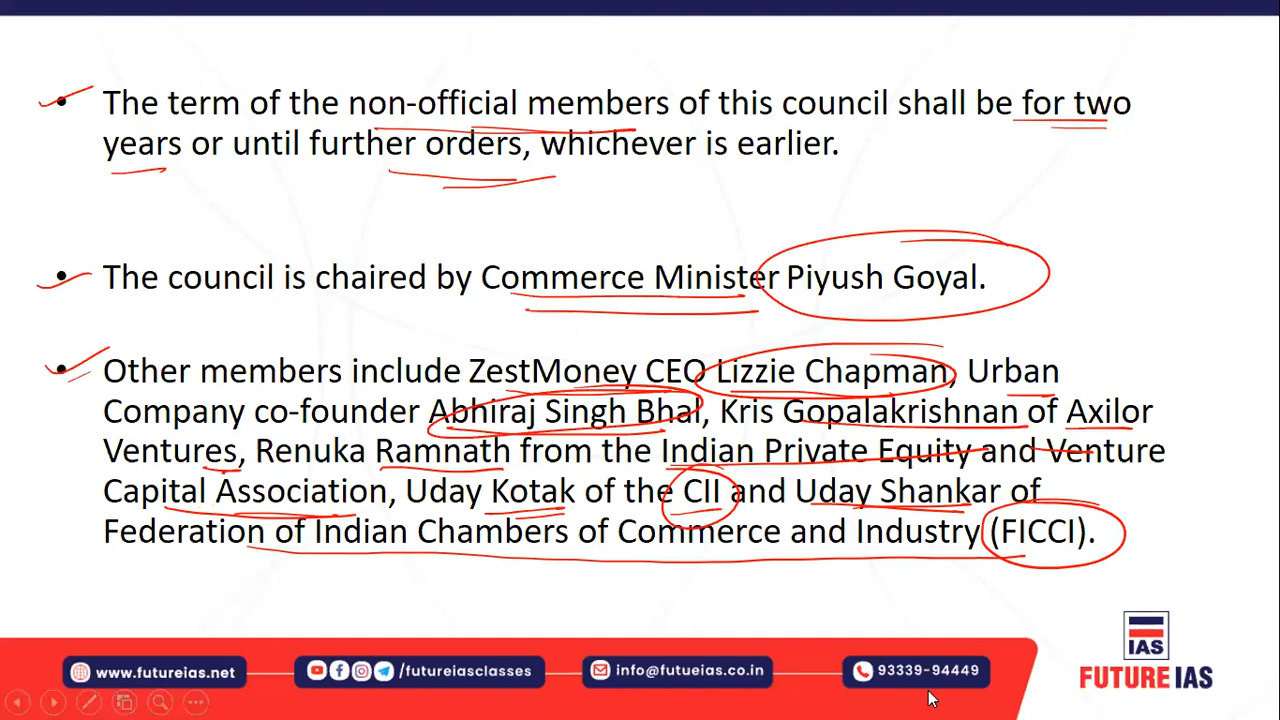 • The term of the non-official members of this council shall be for two
years or until further orders, whichever is earlier.
• The council is chaired by Commerce Minister Piyush Goyal.
• Other members include ZestMoney CEO Lizzie Chapman, Urban
Company co-founder Abhiraj Singh Bhal, Kris Gopalakrishnan of Axilor
Ventures, Renuka Ramnath from the Indian Private Equity and Venture
Capital Association, Uday Kotak of the CII and Uday Shankar of
Federation of Indian Chambers of Commerce and Industry (FICCI).
www.futureias.net /futureiasclasses info@futueias.co.in 93339-94449
IAS
FUTURE IAS